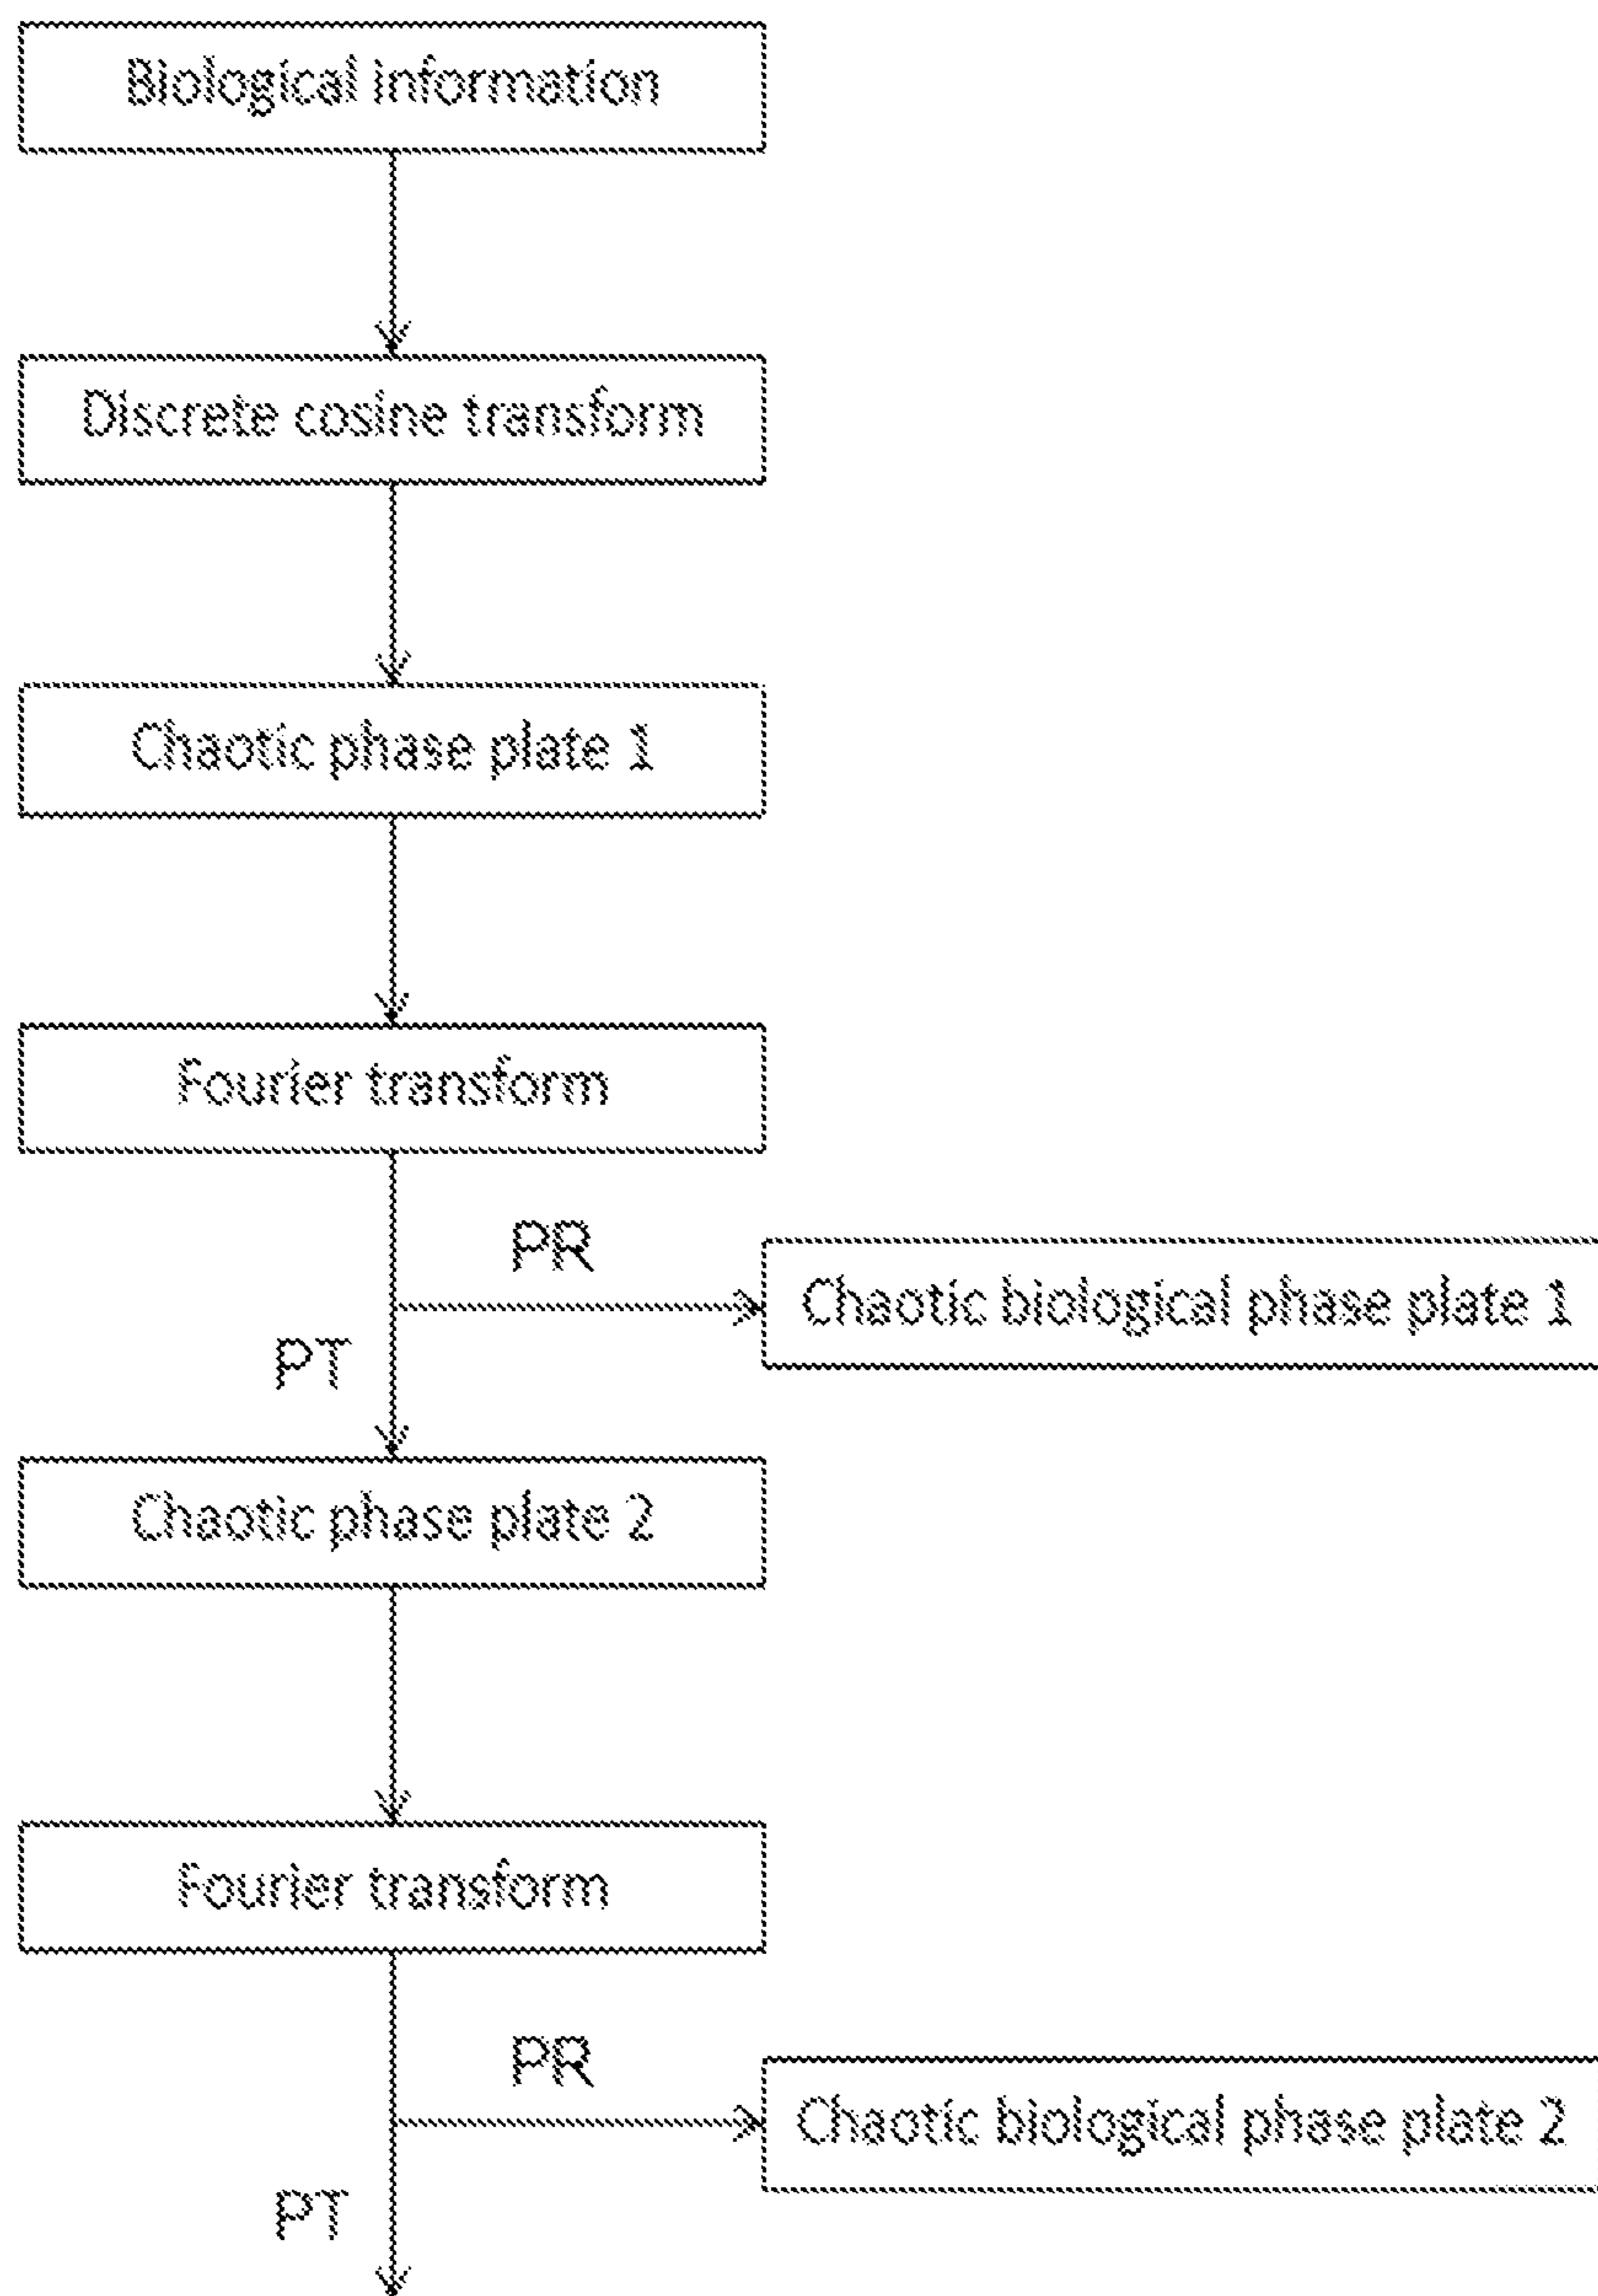 Biological information
Discrete cosine transform
Chaotic phase plate 1
Fourier transform
PR
Chaotic biological phase plate 1
PT
Chaotic phase plate 2
Fourier transform
PR
Chaotic biological phase plate 2
PT